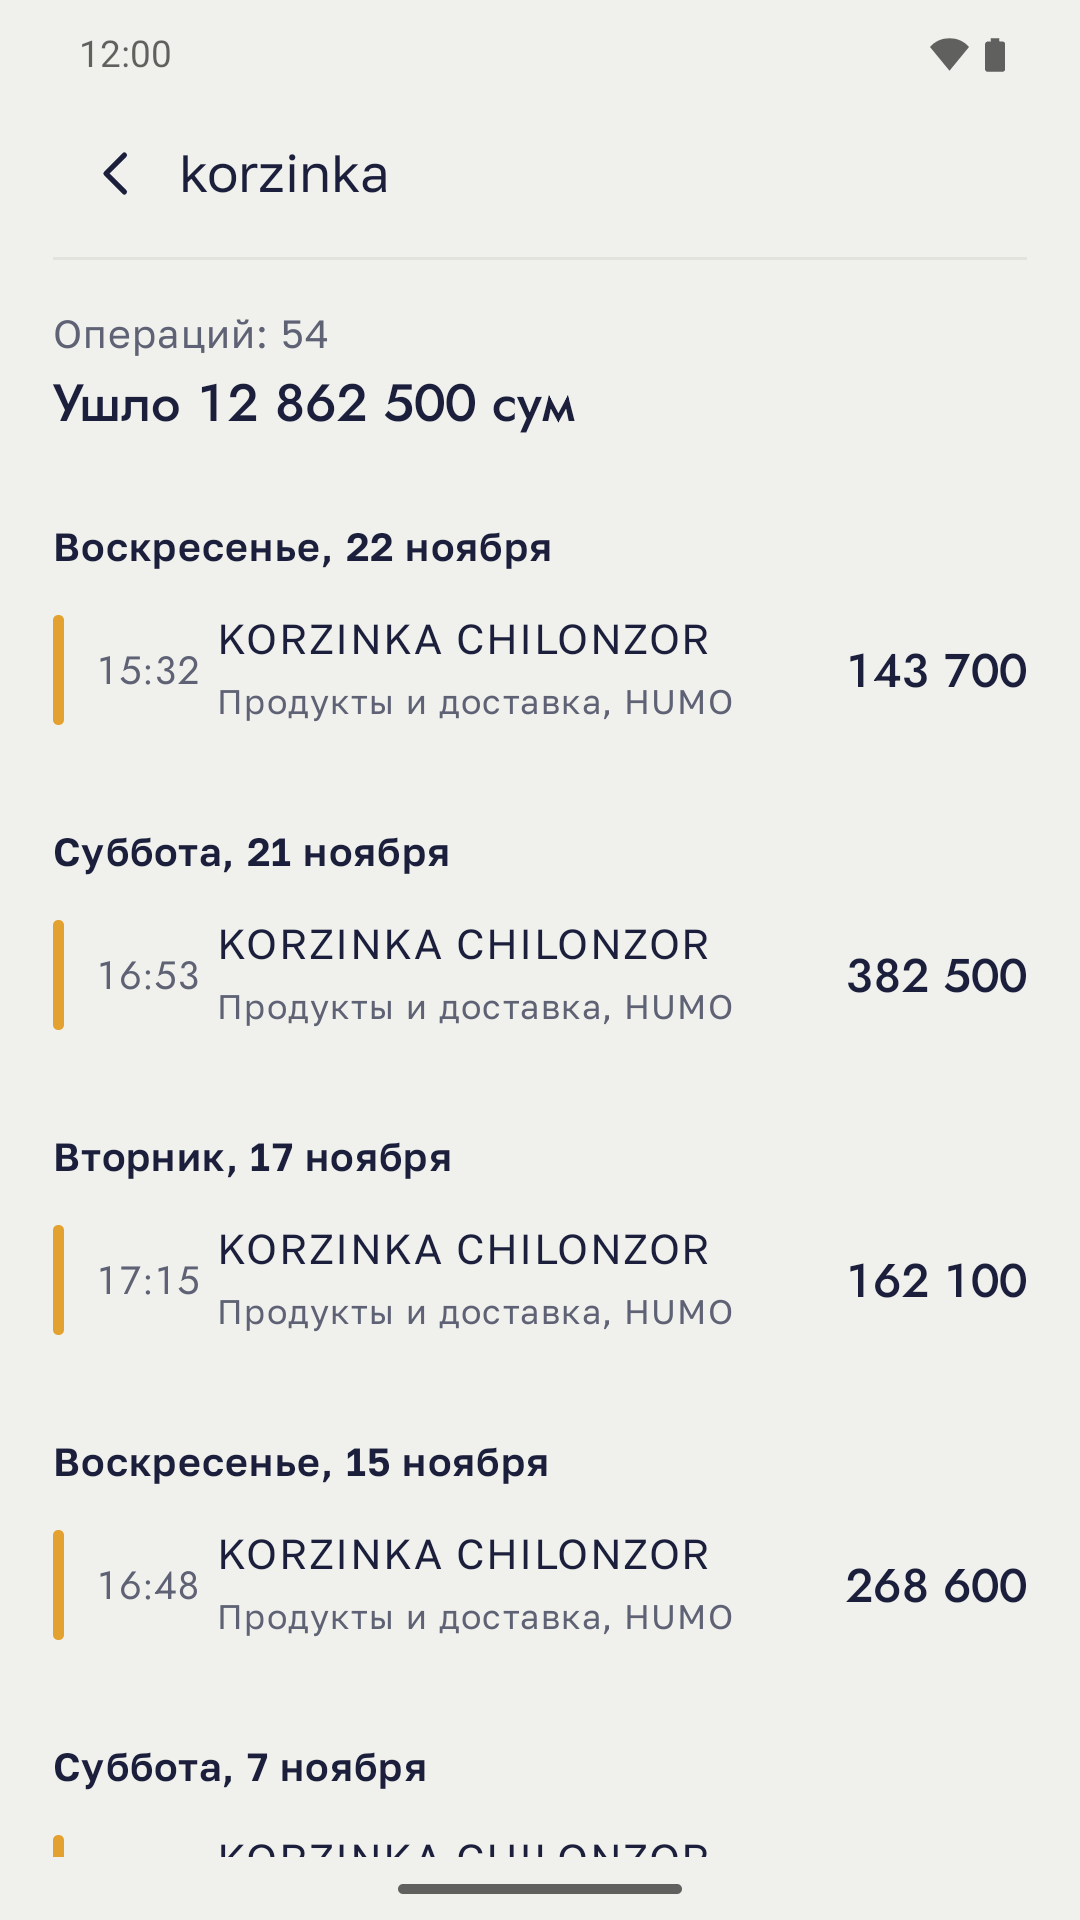 12:00
korzinka
Операций: 54
Ушло 12 862 500 сум
Воскресенье, 22 ноября
KORZINKA CHILONZOR
15:32
143 700
Продукты и доставка, HUMO
Суббота, 21 ноября
KORZINKA CHILONZOR
16:53
382 500
Продукты и доставка, HUMO
Вторник, 17 ноября
KORZINKA CHILONZOR
17:15
162 100
Продукты и доставка, HUMO
Воскресенье, 15 ноября
KORZINKA CHILONZOR
16:48
268 600
Продукты и доставка, HUMO
Суббота, 7 ноября
KORZINKA CHILONZOR